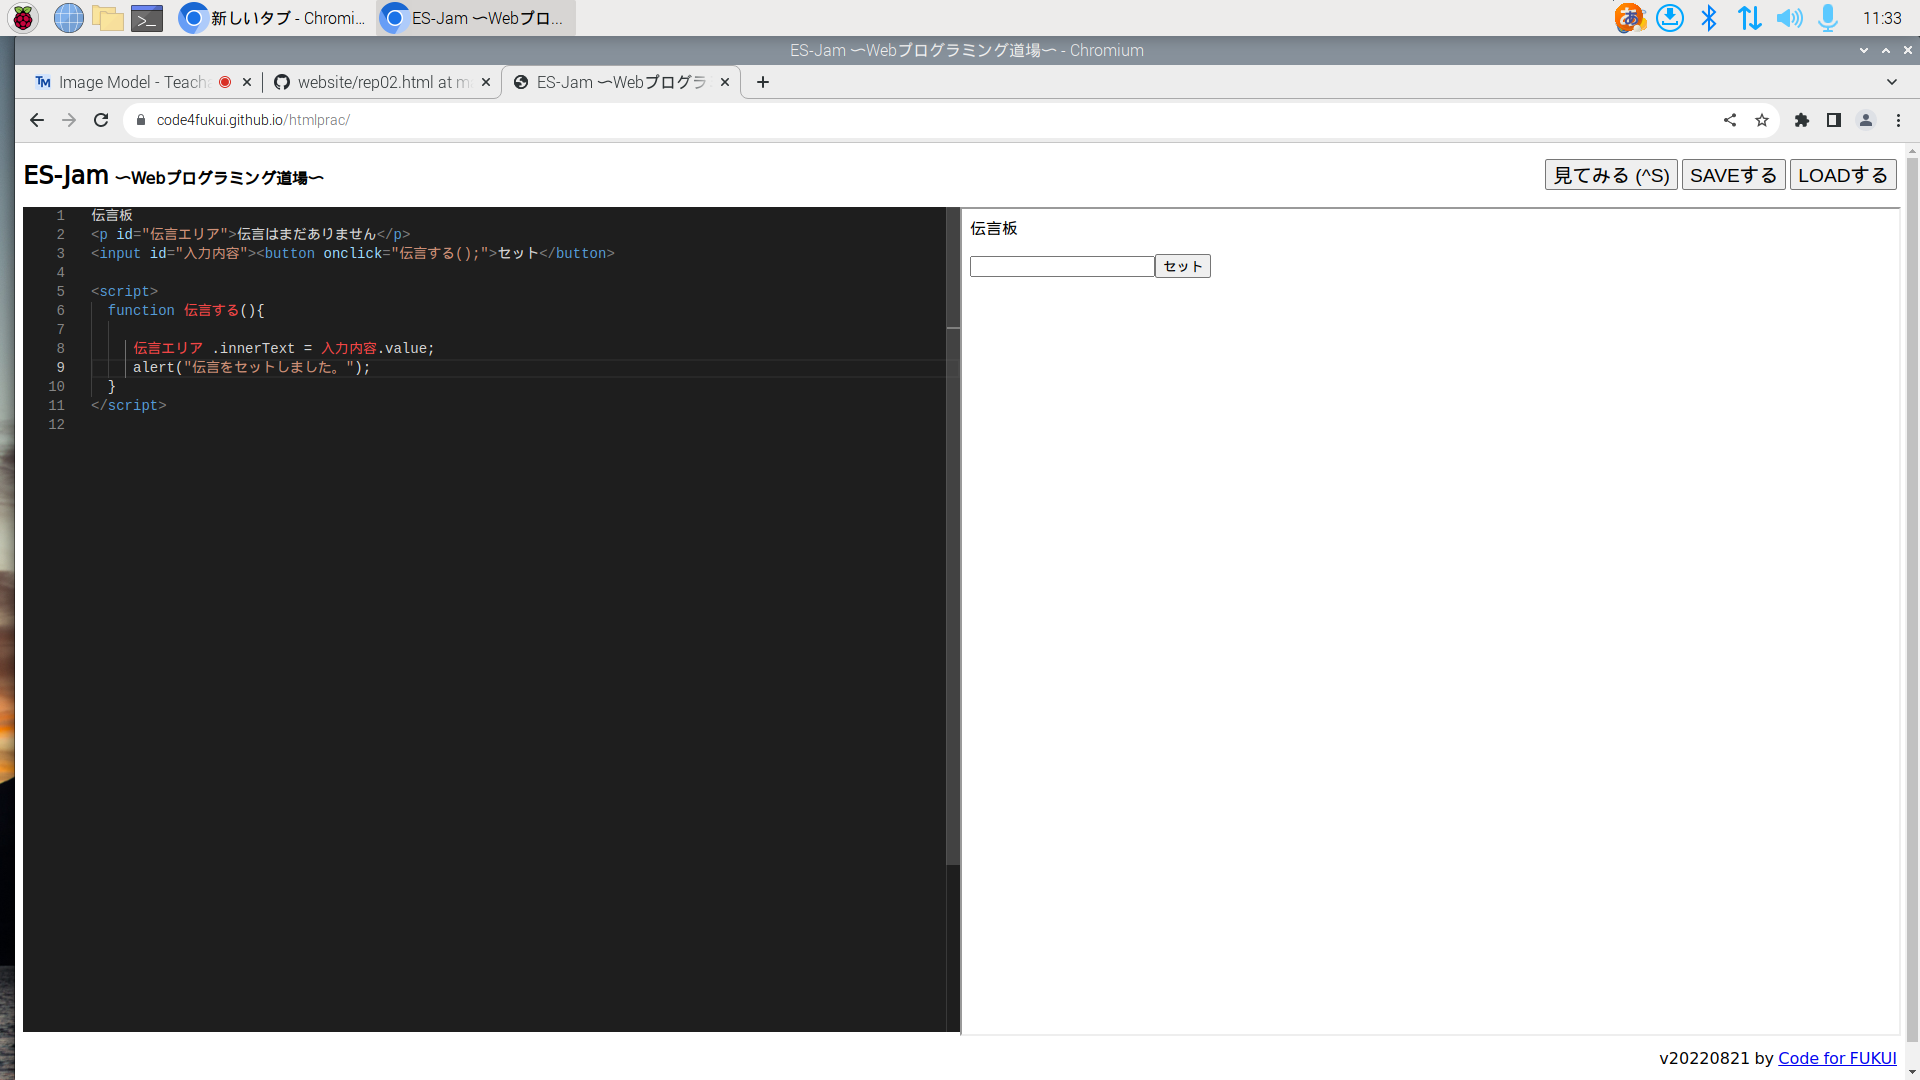 新しいタブ - Chromi...
ES-Jam 〜Webプロ...
あ
11:33
ES-Jam 〜Webプログラミング道場〜 - Chromium
TM Image Model - Teach
website/rep02.html at m
ES-Jam 〜Webプログラ
code4fukui.github.io/htmlprac/
ES-Jam 〜Webプログラミング道場〜
見てみる (^S) SAVEする LOADする
1 伝言板
2 <p id="伝言エリア">伝言はまだありません</p>
3 <input id="入力内容"><button onclick="伝言する();">セット</button>
4
5 <script>
6 function 伝言する(){
7
8 伝言エリア .innerText = 入力内容.value;
9 alert("伝言をセットしました。");
10 }
11 </script>
12
伝言板
セット
v20220821 by Code for FUKUI